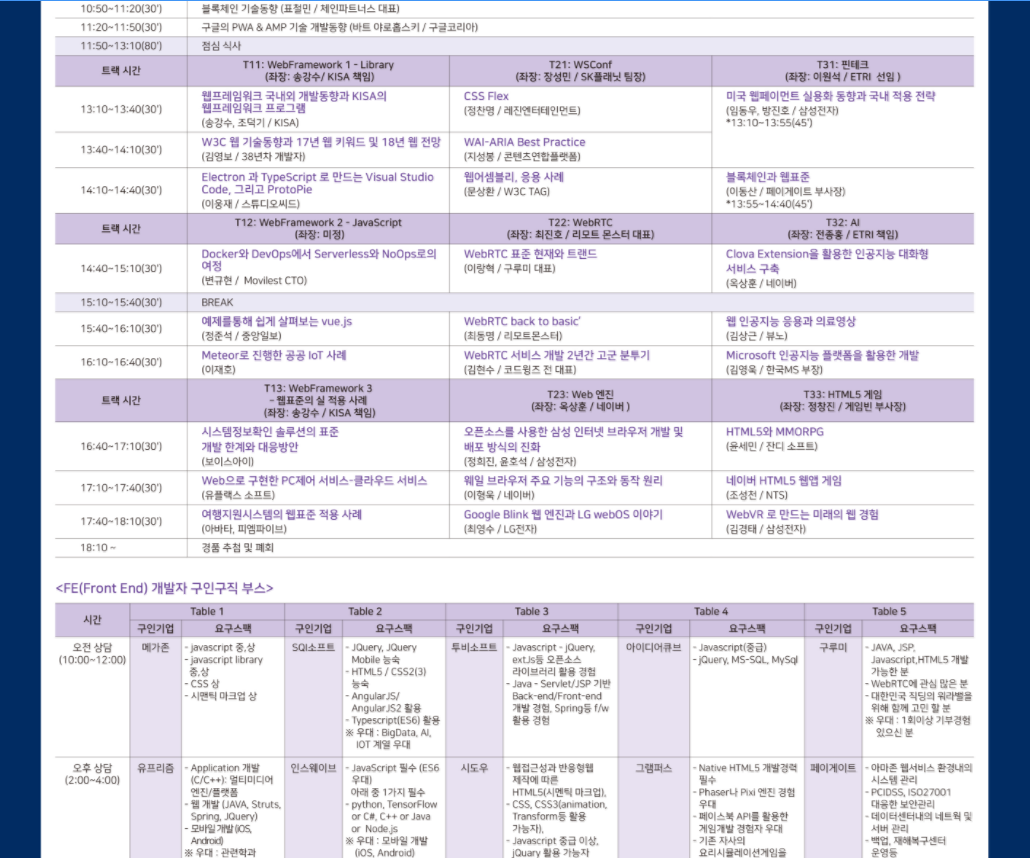 10:50~11:20(30') 블록체인 기술동향 (표철민 / 체인파트너스 대표)
11:20~11:50(30') 구글의 PWA & AMP 기술 개발동향 (바트 야로흠스키 / 구글코리아)
11:50~13:10(80') 점심 식사
트랙 시간
T11: WebFramework 1 - Library
(좌장: 송강수/ KISA 책임)
T21: WSConf
(좌장: 장성민 / SK플래닛 팀장)
T31: 핀테크
(좌장: 이원석 / ETRI 선임 )
13:10~13:40(30')
웹프레임워크 국내외 개발동향과 KISA의
웹프레임워크 프로그램
(송강수, 조덕기 / KISA)
CSS Flex
(정찬명 / 레진엔터테인먼트)
미국 웹페이먼트 실용화 동향과 국내 적용 전략
(임동우, 방진호 / 삼성전자)
*13:10~13:55(45')
13:40~14:10(30')
W3C 웹 기술동향과 17년 웹 키워드 및 18년 웹 전망
(김영보 / 38년차 개발자)
WAI-ARIA Best Practice
(지성봉 / 콘텐츠연합플랫폼)
14:10~14:40(30')
Electron 과 TypeScript 로 만드는 Visual Studio
Code, 그리고 ProtoPie
(이웅재 / 스튜디오씨드)
웹어셈블리, 응용 사례
(문상환 / W3C TAG)
블록체인과 웹표준
(이동산 / 페이게이트 부사장)
*13:55~14:40(45')
트랙 시간
T12: WebFramework 2 - JavaScript
(좌장: 미정)
T22: WebRTC
(좌장: 최진호 / 리모트 몬스터 대표)
T32: AI
(좌장: 전종홍 / ETRI 책임)
14:40~15:10(30')
Docker와 DevOps에서 Serverless와 NoOps로의
여정
(변규현 / Movilest CTO)
WebRTC 표준 현재와 트랜드
(이랑혁 / 구루미 대표)
Clova Extension을 활용한 인공지능 대화형
서비스 구축
(옥상훈 / 네이버)
15:10~15:40(30') BREAK
15:40~16:10(30')
예제를통해 쉽게 살펴보는 vue.js
(정준석 / 중앙일보)
WebRTC back to basic'
(최동명 / 리모트몬스터)
웹 인공지능 응용과 의료영상
(김상근 / 뷰노)
16:10~16:40(30')
Meteor로 진행한 공공 IoT 사례
(이재호)
WebRTC 서비스 개발 2년간 고군 분투기
(김현수 / 코드윙즈 전 대표)
Microsoft 인공지능 플랫폼을 활용한 개발
(김영욱 / 한국MS 부장)
트랙 시간
T13: WebFramework 3
- 웹표준의 실 적용 사례
(좌장: 송강수 / KISA 책임)
T23: Web 엔진
(좌장: 옥상훈 / 네이버 )
T33: HTML5 게임
(좌장: 정창진 / 게임빈 부사장)
16:40~17:10(30')
시스템정보확인 솔루션의 표준
개발 한계와 대응방안
(보이스아이)
오픈소스를 사용한 삼성 인터넷 브라우저 개발 및
배포 방식의 진화
(정희진, 윤호석 / 삼성전자)
HTML5와 MMORPG
(윤세민 / 잔디 소프트)
17:10~17:40(30')
Web으로 구현한 PC제어 서비스-클라우드 서비스
(유플랙스 소프트)
웨일 브라우저 주요 기능의 구조와 동작 원리
(이형욱 / 네이버)
네이버 HTML5 웹앱 게임
(조성전 / NTS)
17:40~18:10(30')
여행지원시스템의 웹표준 적용 사례
(아바타, 피엠파이브)
Google Blink 웹 엔진과 LG webOS 이야기
(최영수 / LG전자)
WebVR 로 만드는 미래의 웹 경험
(김경태 / 삼성전자)
18:10 ~ 경품 추첨 및 폐회
<FE(Front End) 개발자 구인구직 부스>
시간 Table 1 Table 2 Table 3 Table 4 Table 5
구인기업 요구스팩 구인기업 요구스팩 구인기업 요구스팩 구인기업 요구스팩 구인기업 요구스팩
오전 상담
(10:00~12:00)
메가존
- javascript 중,상
- javascript library
중,상
- CSS 상
- 시맨틱 마크업 상
SQI소프트
- JQuery, JQuery
Mobile 능숙
- HTML5 / CSS2(3)
능숙
- AngularJS/
AngularJS2 활용
- Typescript(ES6) 활용
※ 우대 : BigData, AI,
IOT 계열 우대
투비소프트
- Javascript - jQuery,
extJs등 오픈소스
라이브러리 활용 경험
- Java - Servlet/JSP 기반
Back-end/Front-end
개발 경험, Spring등 f/w
활용 경험
아이디어큐브
- Javascript(중급)
- jQuery, MS-SQL, MySql
구루미
- JAVA, JSP,
Javascript,HTML5 개발
가능한 분
- WebRTC에 관심 많은 분
- 대한민국 직딩의 워라밸을
위해 함께 고민 할 분
※ 우대 : 1회이상 기부경험
있으신 분
오후 상담
(2:00~4:00)
유프리즘
- Application 개발
(C/C++): 멀티미디어
엔진/플랫폼
- 웹 개발 (JAVA, Struts,
Spring, JQuery)
- 모바일 개발 (iOS,
Android)
※ 우대 : 관련학과
인스웨이브
- JavaScript 필수 (ES6
우대)
아래 중 1가지 필수
- python, TensorFlow
or C#, C++ or Java
or Node.js
※ 우대 : 모바일 개발
(iOS, Android)
시도우
- 웹접근성과 반응형웹
제작에 따른
HTML5(시멘틱 마크업),
- CSS, CSS3(animation,
Transform등 활용
가능자),
- Javascript 중급 이상,
jQuary 활용 가능자
그램퍼스
- Native HTML5 개발경력
필수
- Phaser나 Pixi 엔진 경험
우대
- 페이스북 API를 활용한
게임개발 경험자 우대
- 기존 자사의
요리시뮬레이션게임을
페이게이트
- 아마존 웹서비스 환경내의
시스템 관리
- PCIDSS, ISO27001
대응한 보안관리
- 데이터센터내의 네트웍 및
서버 관리
- 백업, 재해복구센터
운영등